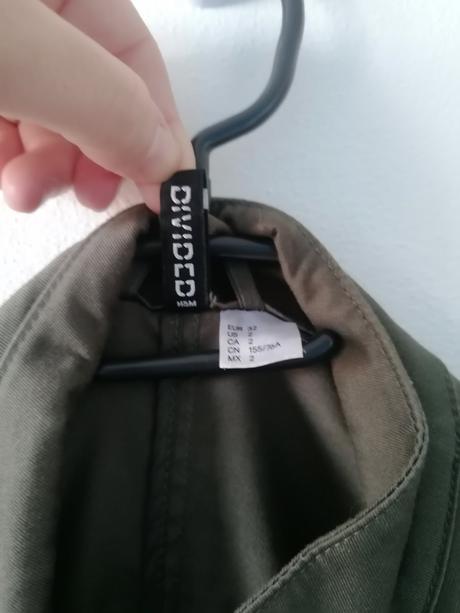 DIVIDED
H&M
EUR 32
US 2
CA 2
CN 155/76A
MX 2